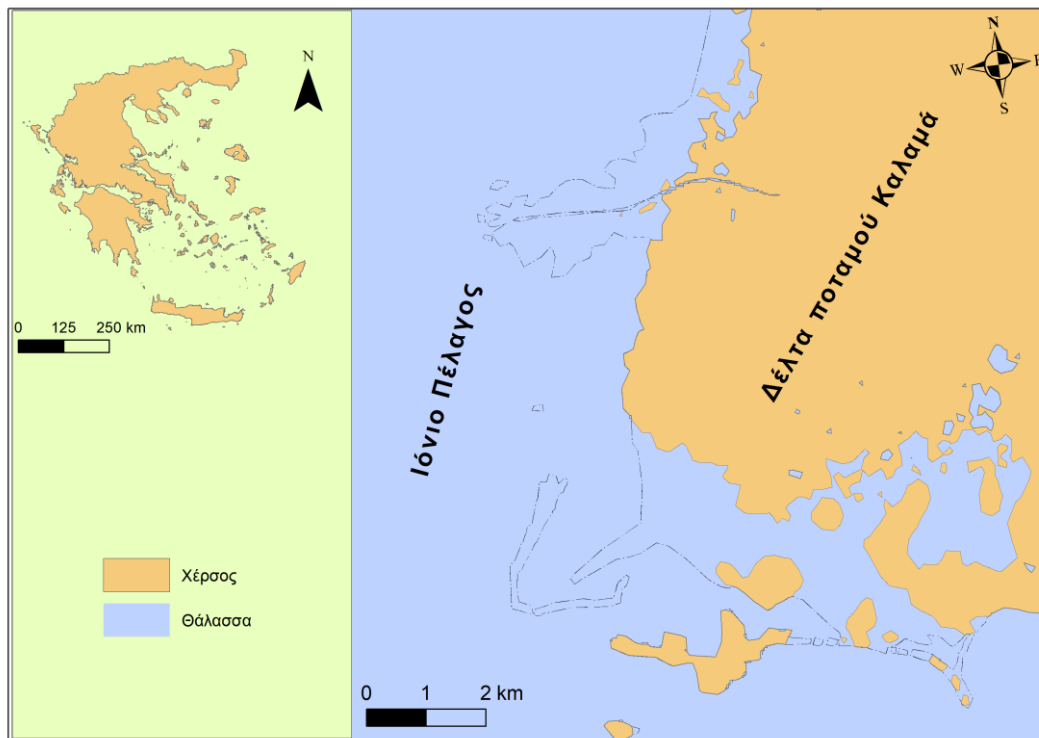 N
0 125 250 km
Χέρσος
Θάλασσα
N
W E
S
Ιόνιο Πέλαγος
Δέλτα ποταμού Καλαμά
0 1 2 km